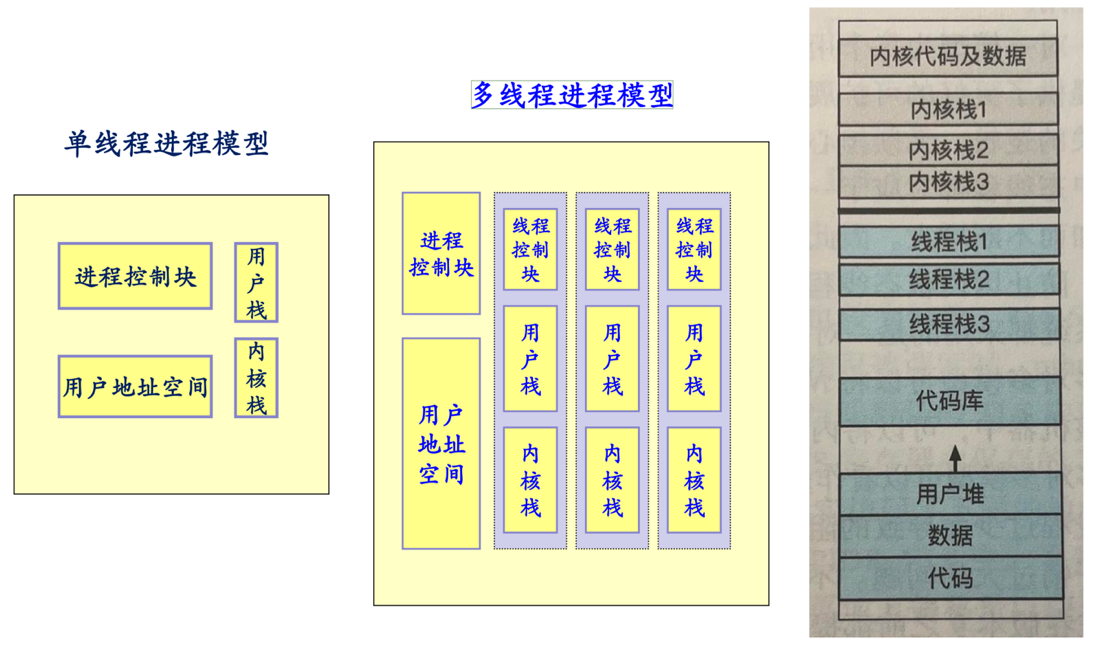 单线程进程模型
进程控制块
用
户
栈
用户地址空间
内
核
栈
多线程进程模型
进程
控制块
用户
地址
空间
线程
控制
块
用
户
栈
内
核
栈
线程
控制
块
用
户
栈
内
核
栈
线程
控制
块
用
户
栈
内
核
栈
内核代码及数据
内核栈1
内核栈2
内核栈3
线程栈1
线程栈2
线程栈3
代码库
用户堆
数据
代码